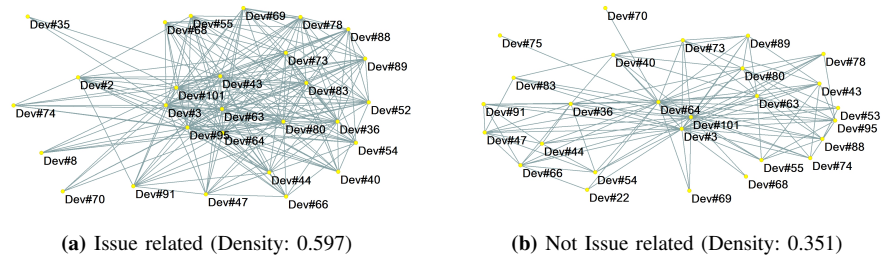 Dev#35
Dev#69
Dev#55
Dev#78
Dev#68
Dev#88
Dev#73
Dev#89
Dev#2
Dev#43
Dev#83
Dev#101
Dev#52
Dev#74
Dev#3
Dev#63
Dev#80
Dev#36
Dev#95
Dev#64
Dev#54
Dev#8
Dev#44
Dev#40
Dev#70
Dev#91
Dev#47
Dev#66
(a) Issue related (Density: 0.597)
Dev#70
Dev#75
Dev#73
Dev#89
Dev#40
Dev#78
Dev#80
Dev#83
Dev#43
Dev#91
Dev#36
Dev#64
Dev#63
Dev#53
Dev#101
Dev#95
Dev#47
Dev#3
Dev#88
Dev#44
Dev#66
Dev#54
Dev#55
Dev#74
Dev#22
Dev#69
Dev#68
(b) Not Issue related (Density: 0.351)